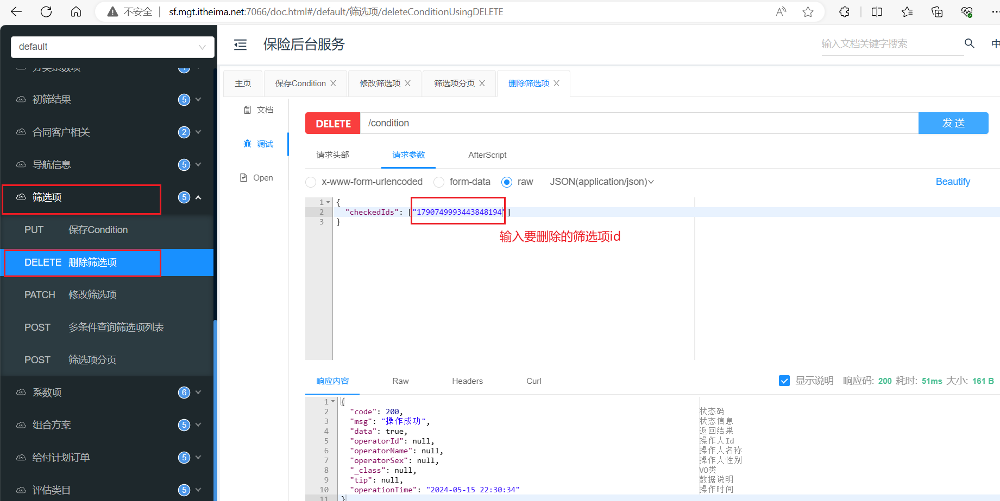 不安全 sf.mgt.itheima.net:7066/doc.html#/default/筛选项/deleteConditionUsingDELETE
default
保险后台服务
输入文档关键字搜索
中
主页
保存Condition
修改筛选项
筛选项分页
删除筛选项
初筛结果 5
合同客户相关 2
导航信息 5
筛选项 5
PUT 保存Condition
DELETE 删除筛选项
PATCH 修改筛选项
POST 多条件查询筛选项列表
POST 筛选项分页
系数项 6
组合方案 5
给付计划订单 5
评估类目 5
文档
调试
Open
DELETE /condition 发 送
请求头部 请求参数 AfterScript
x-www-form-urlencoded form-data raw JSON(application/json) Beautify
1 {
2 "checkedIds": ["1790749993443848194"]
3 }
输入要删除的筛选项id
响应内容 Raw Headers Curl
显示说明 响应码: 200 耗时: 51ms 大小: 161 B
1 {
2 "code": 200, 状态码
3 "msg": "操作成功", 状态信息
4 "data": true, 返回结果
5 "operatorId": null, 操作人Id
6 "operatorName": null, 操作人名称
7 "operatorSex": null, 操作人性别
8 "_class": null, VO类
9 "tip": null, 数据说明
10 "operationTime": "2024-05-15 22:30:34" 操作时间
11 }